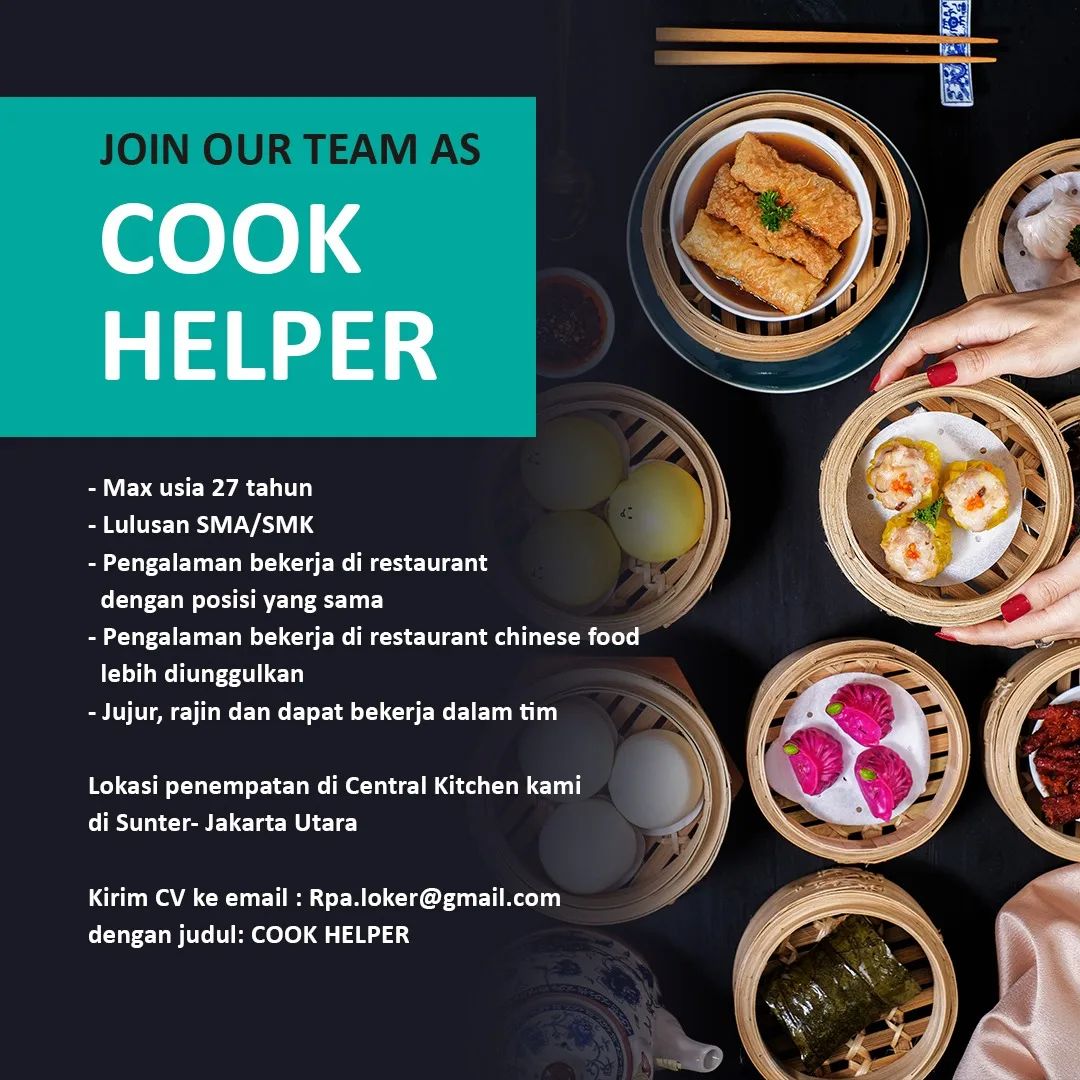 JOIN OUR TEAM AS
COOK
HELPER
- Max usia 27 tahun
- Lulusan SMA/SMK
- Pengalaman bekerja di restaurant
dengan posisi yang sama
- Pengalaman bekerja di restaurant chinese food
lebih diunggulkan
- Jujur, rajin dan dapat bekerja dalam tim
Lokasi penempatan di Central Kitchen kami
di Sunter- Jakarta Utara
Kirim CV ke email : Rpa.loker@gmail.com
dengan judul: COOK HELPER